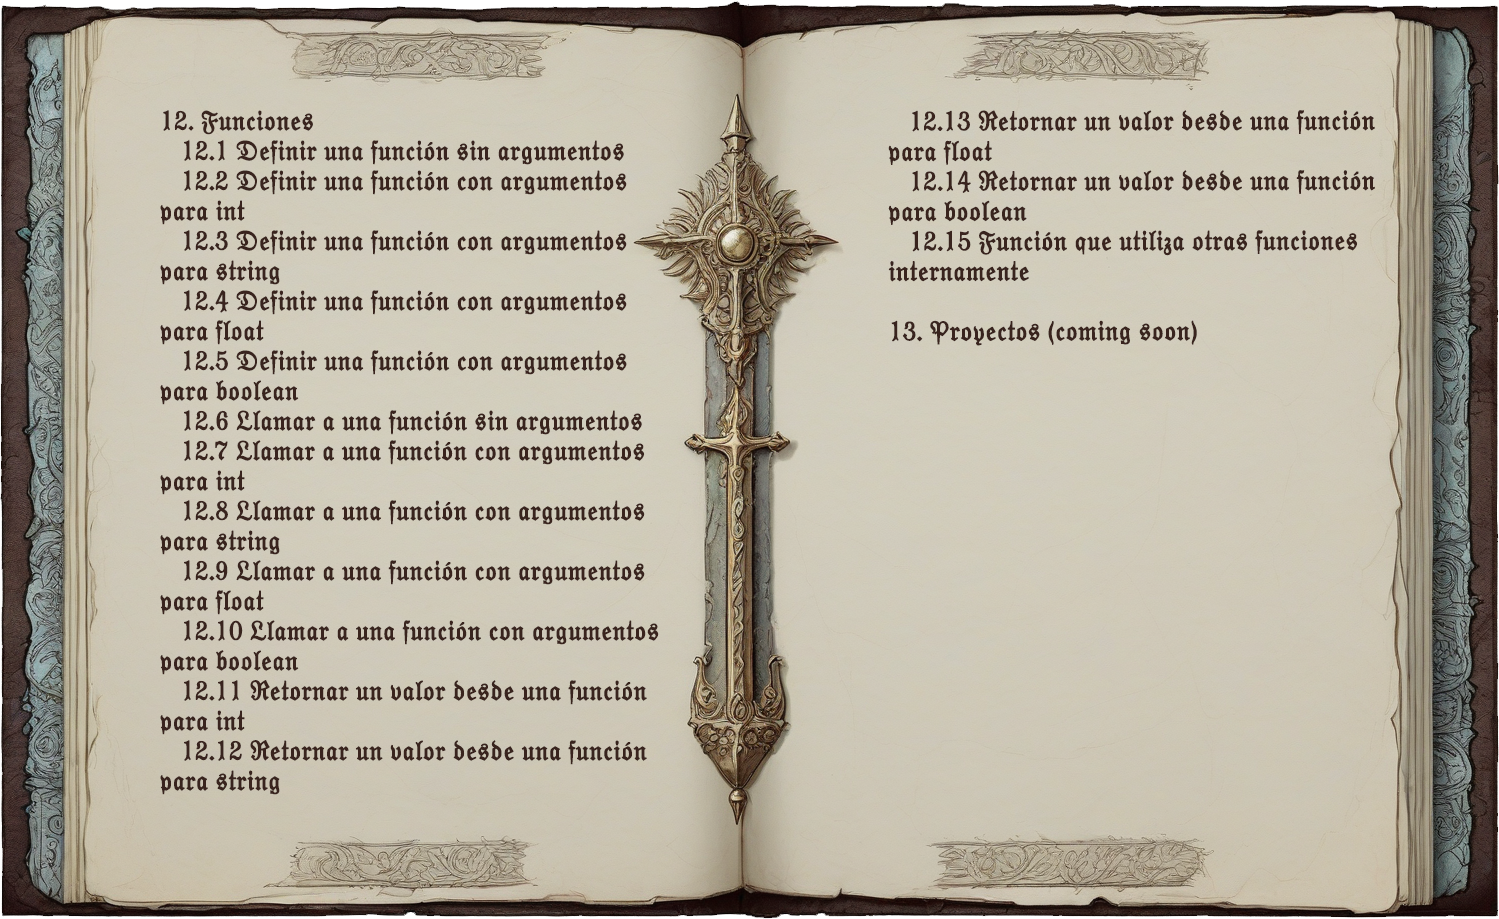 12. Funciones
12.1 Definir una función sin argumentos
12.2 Definir una función con argumentos
para int
12.3 Definir una función con argumentos
para string
12.4 Definir una función con argumentos
para float
12.5 Definir una función con argumentos
para boolean
12.6 Llamar a una función sin argumentos
12.7 Llamar a una función con argumentos
para int
12.8 Llamar a una función con argumentos
para string
12.9 Llamar a una función con argumentos
para float
12.10 Llamar a una función con argumentos
para boolean
12.11 Retornar un valor desde una función
para int
12.12 Retornar un valor desde una función
para string
12.13 Retornar un valor desde una función
para float
12.14 Retornar un valor desde una función
para boolean
12.15 Función que utiliza otras funciones
internamente
13. Proyectos (coming soon)